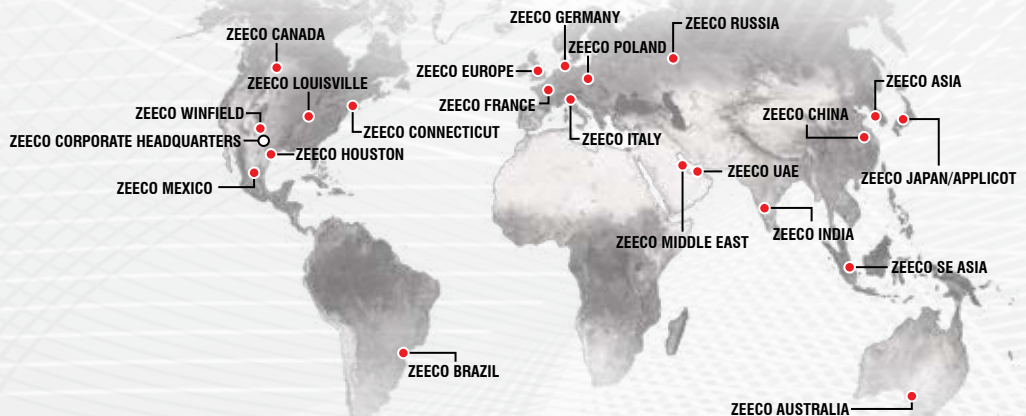 ZEECO GERMANY
ZEECO RUSSIA
ZEECO CANADA
ZEECO POLAND
ZEECO EUROPE
ZEECO ASIA
ZEECO LOUISVILLE
ZEECO FRANCE
ZEECO WINFIELD
ZEECO CHINA
ZEECO CONNECTICUT
ZEECO ITALY
ZEECO CORPORATE HEADQUARTERS
ZEECO HOUSTON
ZEECO UAE
ZEECO JAPAN/APPLICOT
ZEECO MEXICO
ZEECO INDIA
ZEECO MIDDLE EAST
ZEECO SE ASIA
ZEECO BRAZIL
ZEECO AUSTRALIA